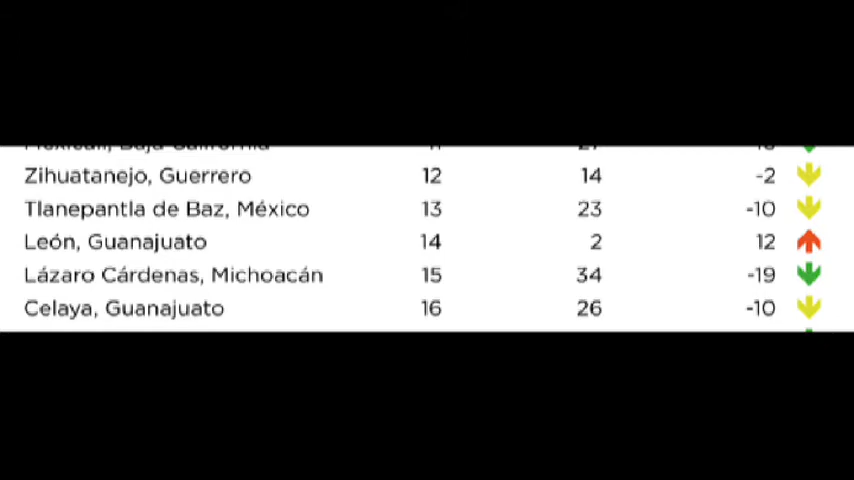 Zihuatanejo, Guerrero 12 14 -2
Tlanepantla de Baz, México 13 23 -10
León, Guanajuato 14 2 12
Lázaro Cárdenas, Michoacán 15 34 -19
Celaya, Guanajuato 16 26 -10